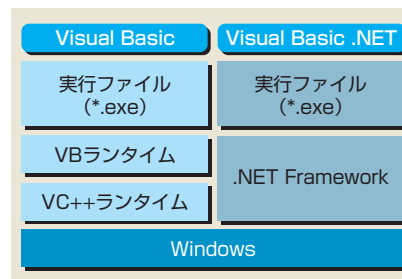 Visual Basic
Visual Basic .NET
実行ファイル
(*.exe)
実行ファイル
(*.exe)
VBランタイム
.NET Framework
VC++ランタイム
Windows